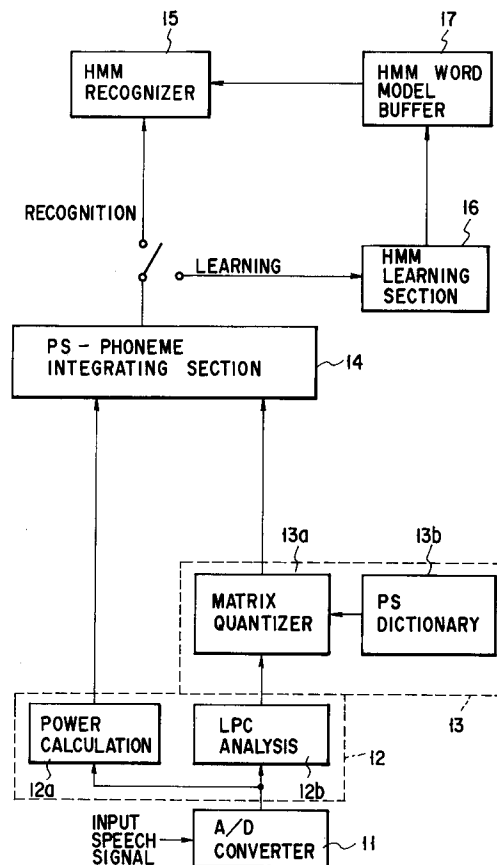 15
HMM
RECOGNIZER
17
HMM WORD
MODEL
BUFFER
RECOGNITION
LEARNING
16
HMM
LEARNING
SECTION
PS-PHONEME
INTEGRATING SECTION
14
13a
MATRIX
QUANTIZER
13b
PS
DICTIONARY
13
POWER
CALCULATION
12a
LPC
ANALYSIS
12b
12
INPUT
SPEECH
SIGNAL
A/D
CONVERTER
11